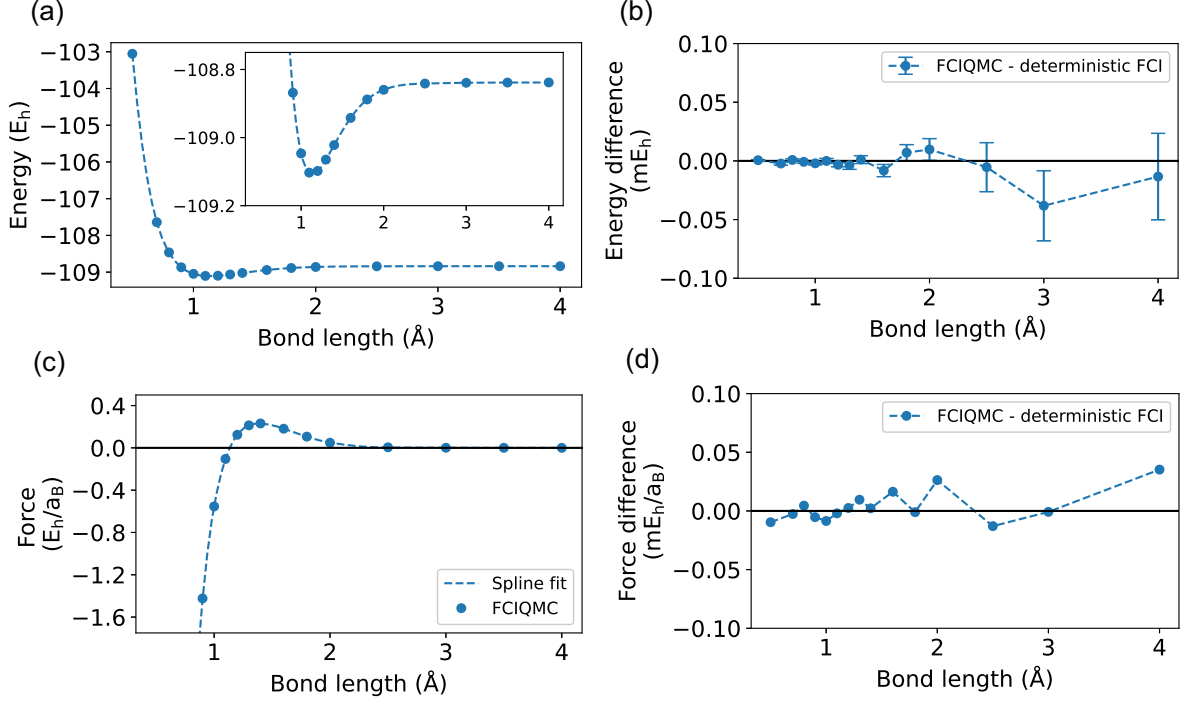 (a)
−103
−104
−105
−106
−107
−108
−109
Energy (Eh)
−108.8
−109.0
−109.2
1 2 3 4
1 2 3 4
Bond length (Å)
(b)
0.10
0.05
0.00
−0.05
−0.10
Energy difference
(mEh)
FCIQMC - deterministic FCI
1 2 3 4
Bond length (Å)
(c)
0.4
0.0
−0.4
−0.8
−1.2
−1.6
Force
(Eh/aB)
Spline fit
FCIQMC
1 2 3 4
Bond length (Å)
(d)
0.10
0.05
0.00
−0.05
−0.10
Force difference
(mEh/aB)
FCIQMC - deterministic FCI
1 2 3 4
Bond length (Å)